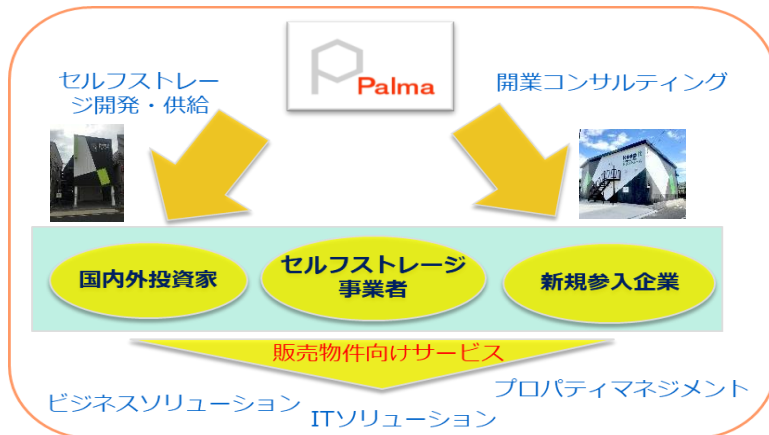 Palma
セルフストレー
ジ開発・供給
開業コンサルティング
国内外投資家
セルフストレージ
事業者
新規参入企業
販売物件向けサービス
ビジネスソリューション
ITソリューション
プロパティマネジメント